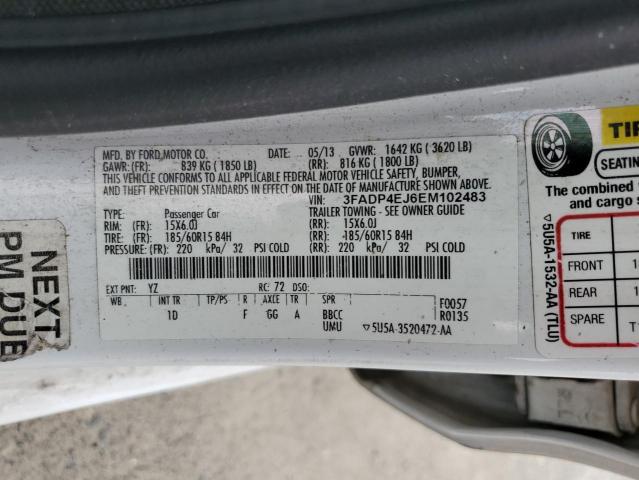 MFD. BY FORD MOTOR CO. DATE: 05/13 GVWR: 1642 KG ( 3620 LB)
GAWR: (FR): 839 KG ( 1850 LB) (RR): 816 KG ( 1800 LB)
THIS VEHICLE CONFORMS TO ALL APPLICABLE FEDERAL MOTOR VEHICLE SAFETY, BUMPER,
AND THEFT PREVENTION STANDARDS IN EFFECT ON THE DATE OF MANUFACTURE SHOWN ABOVE.
VIN: 3FADP4EJ6EM102483
TYPE: Passenger Car TRAILER TOWING - SEE OWNER GUIDE
RIM: (FR): 15X6.0J (RR): 15X6.0J
TIRE: (FR): 185/60R15 84H (RR): 185/60R15 84H
PRESSURE: (FR): 220 kPa/ 32 PSI COLD (RR): 220 kPa/ 32 PSI COLD
EXT PNT: YZ RC: 72 DSO:
WB INT TR TP/PS R AXLE TR SPR F0057
1D F GG A BBCC R0135
UMU ▽5U5A-3520472-AA
NEXT
PM DUE
TIR
SEATING
The combined
and cargo s
TIRE
FRONT 1
REAR 1
SPARE T
▽5U5A-1532-AA (TLU)